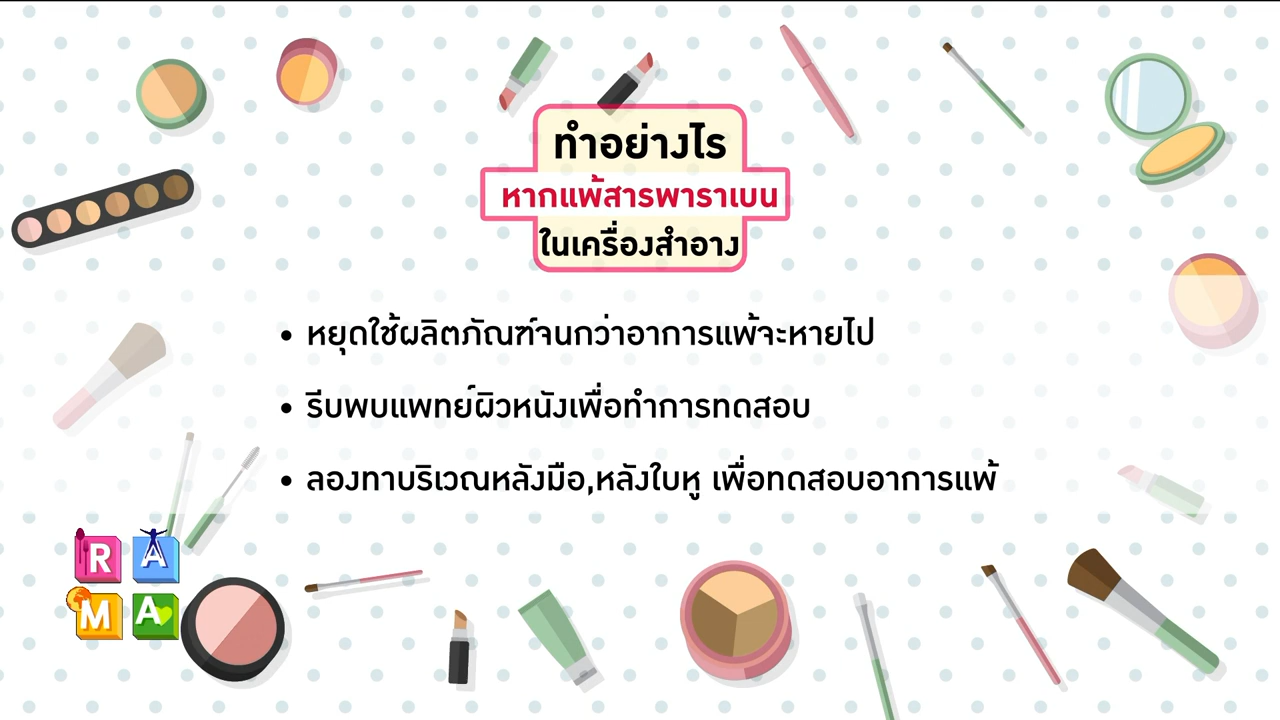 ทำอย่างไร
หากแพ้สารพาราเบน
ในเครื่องสำอาง
• หยุดใช้ผลิตภัณฑ์จนกว่าอาการแพ้จะหายไป
• รีบพบแพทย์ผิวหนังเพื่อทำการทดสอบ
• ลองทาบริเวณหลังมือ,หลังใบหู เพื่อทดสอบอาการแพ้
RA
MA